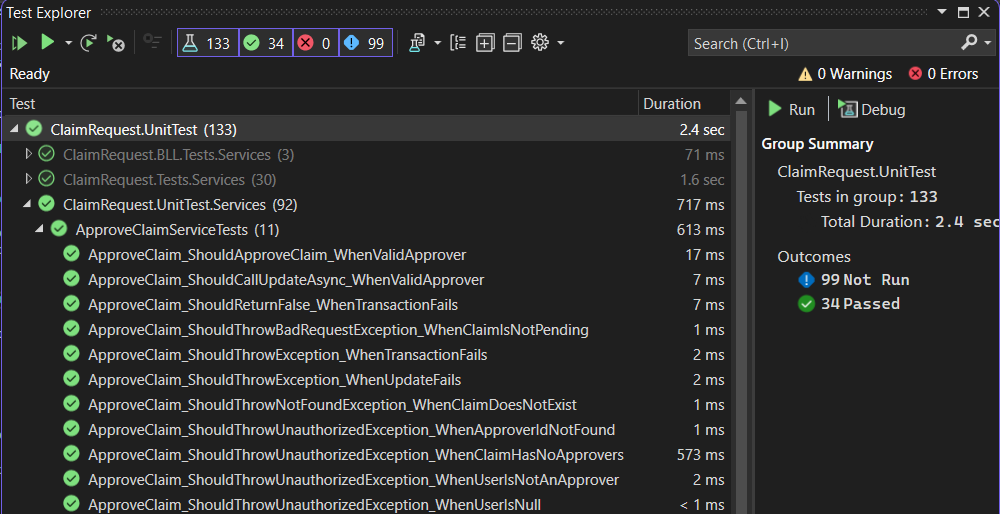 Test Explorer
133 34 0 99 Search (Ctrl+I)
Ready 0 Warnings 0 Errors
Test Duration
ClaimRequest.UnitTest (133) 2.4 sec
ClaimRequest.BLL.Tests.Services (3) 71 ms
ClaimRequest.Tests.Services (30) 1.6 sec
ClaimRequest.UnitTest.Services (92) 717 ms
ApproveClaimServiceTests (11) 613 ms
ApproveClaim_ShouldApproveClaim_WhenValidApprover 17 ms
ApproveClaim_ShouldCallUpdateAsync_WhenValidApprover 7 ms
ApproveClaim_ShouldReturnFalse_WhenTransactionFails 7 ms
ApproveClaim_ShouldThrowBadRequestException_WhenClaimIsNotPending 1 ms
ApproveClaim_ShouldThrowException_WhenTransactionFails 2 ms
ApproveClaim_ShouldThrowException_WhenUpdateFails 2 ms
ApproveClaim_ShouldThrowNotFoundException_WhenClaimDoesNotExist 1 ms
ApproveClaim_ShouldThrowUnauthorizedException_WhenApproverIdNotFound 1 ms
ApproveClaim_ShouldThrowUnauthorizedException_WhenClaimHasNoApprovers 573 ms
ApproveClaim_ShouldThrowUnauthorizedException_WhenUserIsNotAnApprover 2 ms
ApproveClaim_ShouldThrowUnauthorizedException_WhenUserIsNull < 1 ms
Run Debug
Group Summary
ClaimRequest.UnitTest
Tests in group: 133
Total Duration: 2.4 sec
Outcomes
99 Not Run
34 Passed